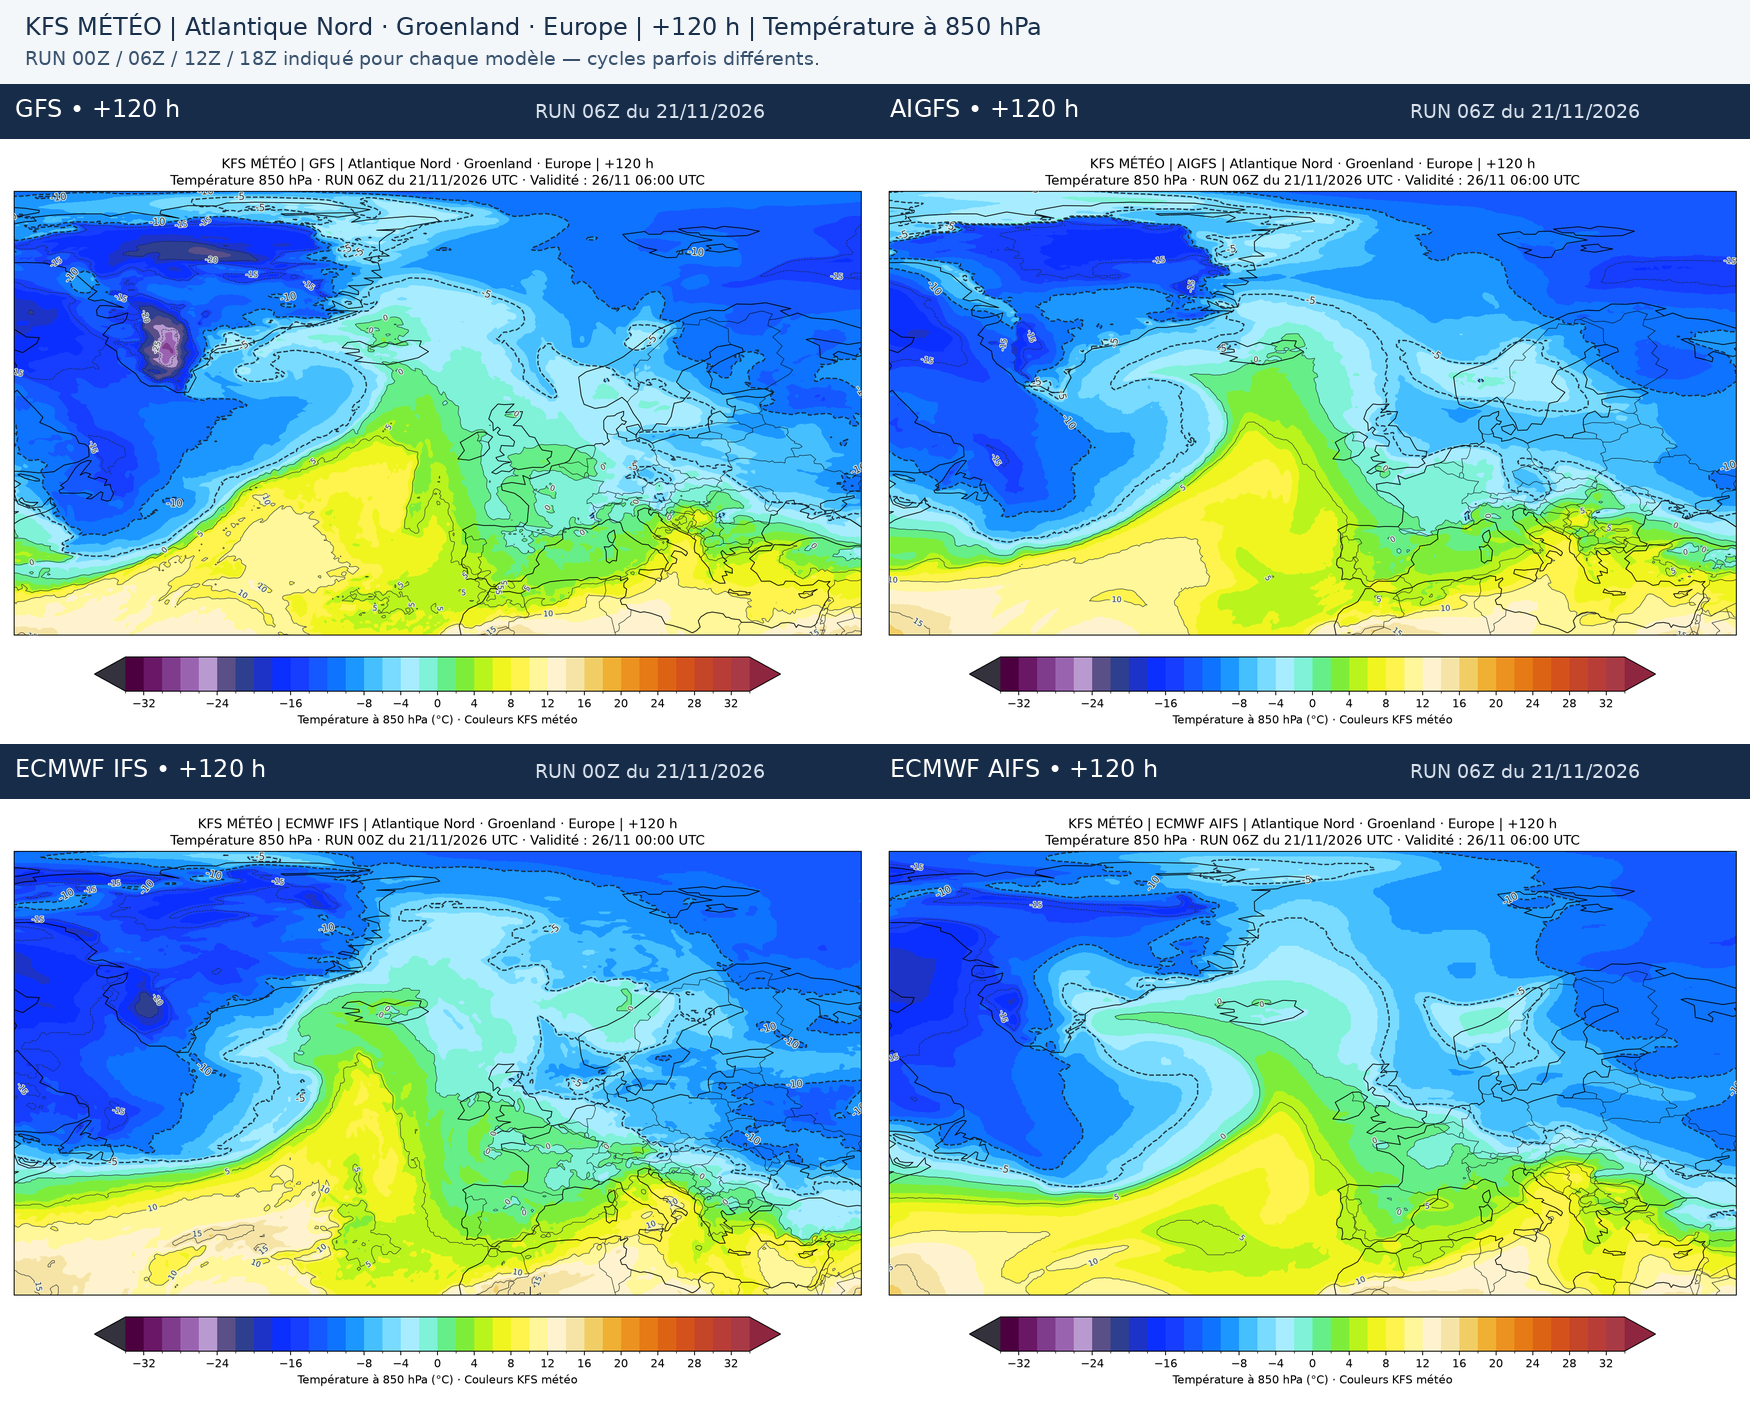 KFS MÉTÉO | Atlantique Nord · Groenland · Europe | +120 h | Température à 850 hPa
RUN 00Z / 06Z / 12Z / 18Z indiqué pour chaque modèle — cycles parfois différents.
GFS • +120 h
RUN 06Z du 21/11/2026
AIGFS • +120 h
RUN 06Z du 21/11/2026
KFS MÉTÉO | GFS | Atlantique Nord · Groenland · Europe | +120 h
Température 850 hPa · RUN 06Z du 21/11/2026 UTC · Validité : 26/11 06:00 UTC
KFS MÉTÉO | AIGFS | Atlantique Nord · Groenland · Europe | +120 h
Température 850 hPa · RUN 06Z du 21/11/2026 UTC · Validité : 26/11 06:00 UTC
−32 −24 −16 −8 −4 0 4 8 12 16 20 24 28 32
Température à 850 hPa (°C) · Couleurs KFS météo
−32 −24 −16 −8 −4 0 4 8 12 16 20 24 28 32
Température à 850 hPa (°C) · Couleurs KFS météo
ECMWF IFS • +120 h
RUN 00Z du 21/11/2026
ECMWF AIFS • +120 h
RUN 06Z du 21/11/2026
KFS MÉTÉO | ECMWF IFS | Atlantique Nord · Groenland · Europe | +120 h
Température 850 hPa · RUN 00Z du 21/11/2026 UTC · Validité : 26/11 00:00 UTC
KFS MÉTÉO | ECMWF AIFS | Atlantique Nord · Groenland · Europe | +120 h
Température 850 hPa · RUN 06Z du 21/11/2026 UTC · Validité : 26/11 06:00 UTC
−32 −24 −16 −8 −4 0 4 8 12 16 20 24 28 32
Température à 850 hPa (°C) · Couleurs KFS météo
−32 −24 −16 −8 −4 0 4 8 12 16 20 24 28 32
Température à 850 hPa (°C) · Couleurs KFS météo